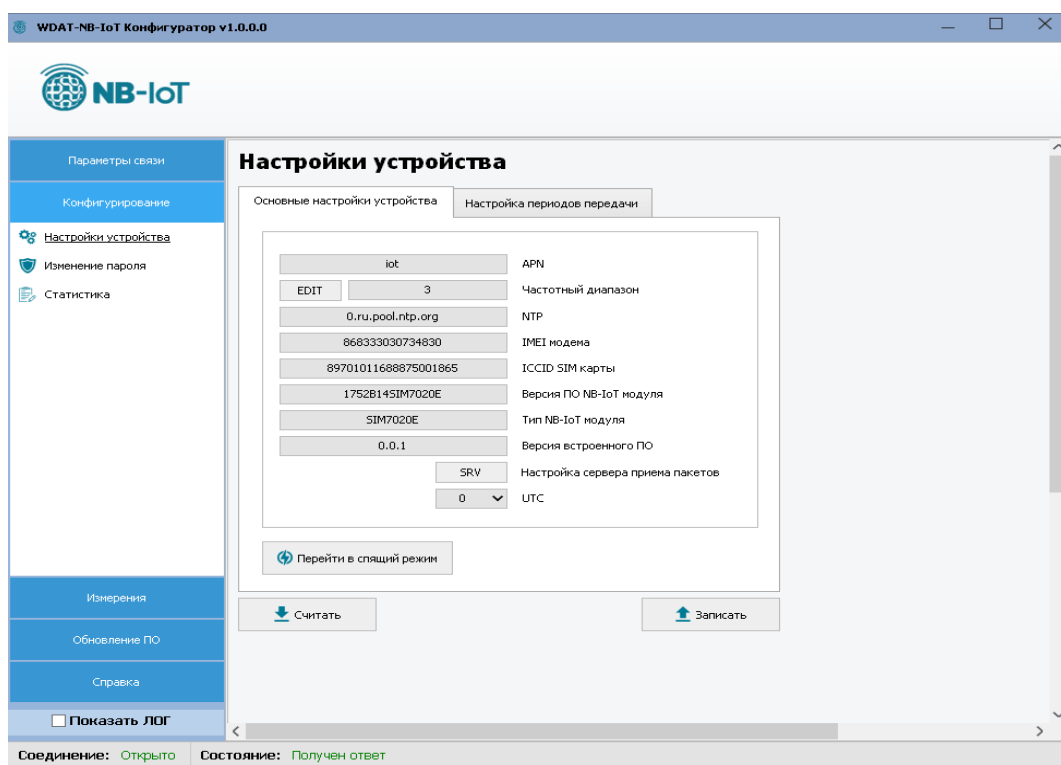 WDAT-NB-IoT Конфигуратор v1.0.0.0
NB-IoT
Параметры связи
Конфигурирование
Настройки устройства
Изменение пароля
Статистика
Измерения
Обновление ПО
Справка
Показать ЛОГ
Настройки устройства
Основные настройки устройства
Настройка периодов передачи
iot APN
EDIT 3 Частотный диапазон
0.ru.pool.ntp.org NTP
868333030734830 IMEI модема
89701011688875001865 ICCID SIM карты
1752B14SIM7020E Версия ПО NB-IoT модуля
SIM7020E Тип NB-IoT модуля
0.0.1 Версия встроенного ПО
SRV Настройка сервера приема пакетов
0 UTC
Перейти в спящий режим
Считать
Записать
Соединение: Открыто Состояние: Получен ответ